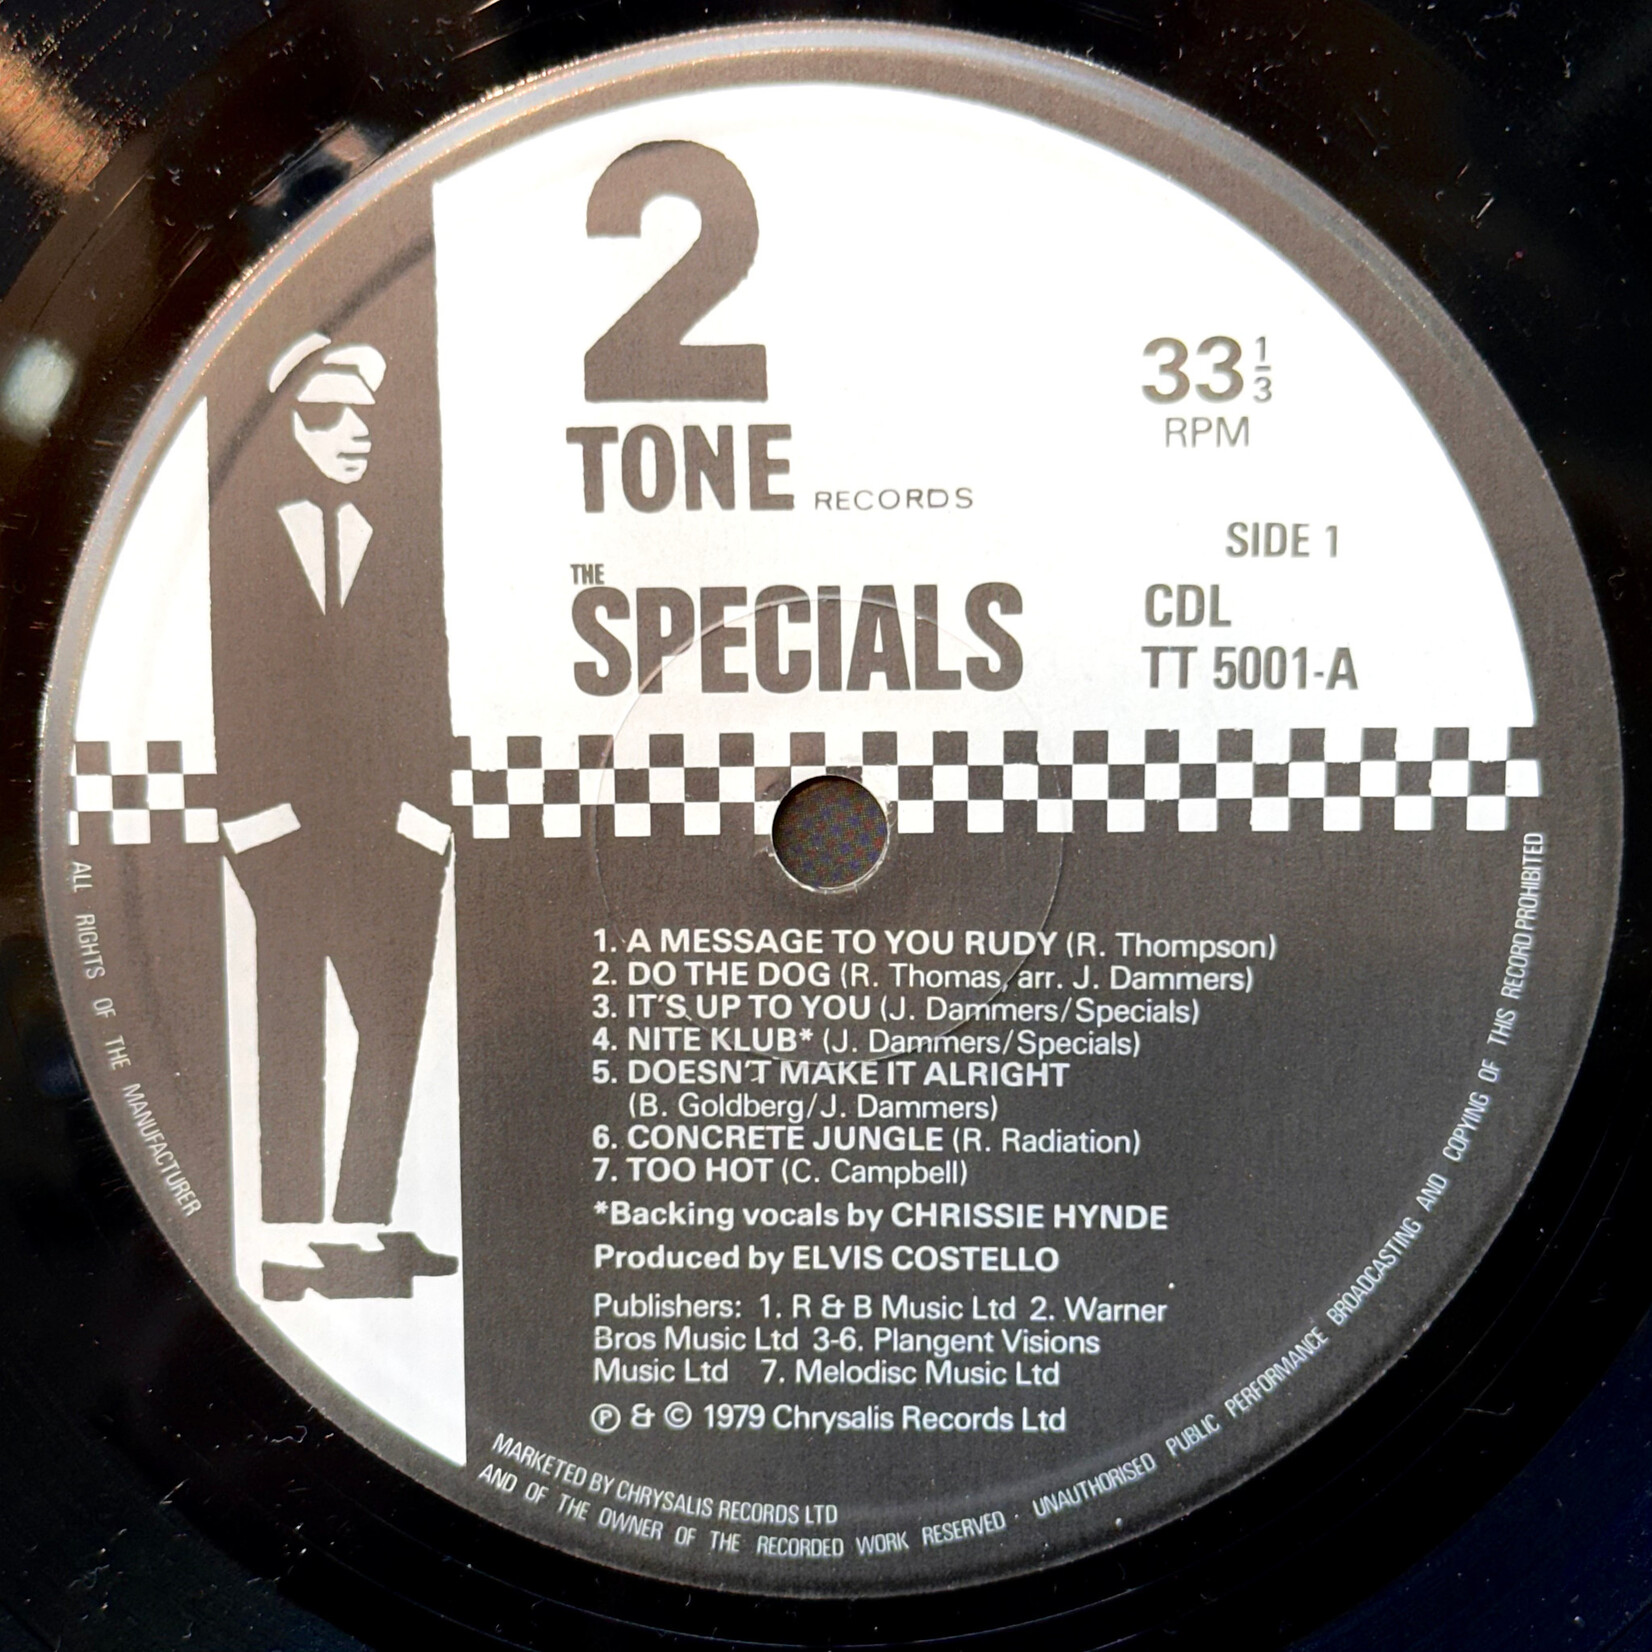 2
TONE RECORDS
33 1/3
RPM
SIDE 1
THE
SPECIALS
CDL
TT 5001-A
1. A MESSAGE TO YOU RUDY (R. Thompson)
2. DO THE DOG (R. Thomas, arr. J. Dammers)
3. IT'S UP TO YOU (J. Dammers/Specials)
4. NITE KLUB* (J. Dammers/Specials)
5. DOESN'T MAKE IT ALRIGHT
(B. Goldberg/J. Dammers)
6. CONCRETE JUNGLE (R. Radiation)
7. TOO HOT (C. Campbell)
*Backing vocals by CHRISSIE HYNDE
Produced by ELVIS COSTELLO
Publishers: 1. R & B Music Ltd 2. Warner
Bros Music Ltd 3-6. Plangent Visions
Music Ltd 7. Melodisc Music Ltd
℗ & © 1979 Chrysalis Records Ltd
MARKETED BY CHRYSALIS RECORDS LTD
ALL RIGHTS OF THE MANUFACTURER AND OF THE OWNER OF THE RECORDED WORK RESERVED · UNAUTHORISED PUBLIC PERFORMANCE BROADCASTING AND COPYING OF THIS RECORD PROHIBITED